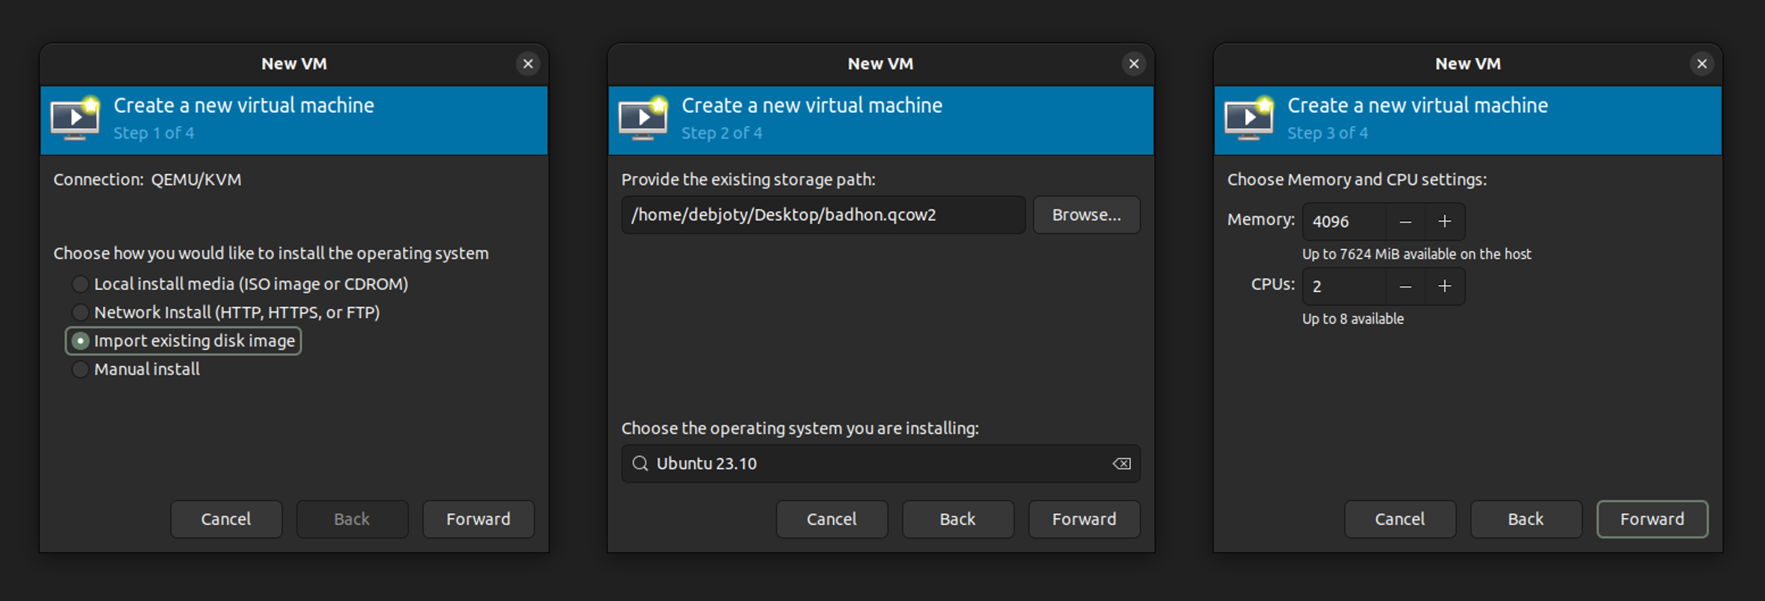 New VM
Create a new virtual machine
Step 1 of 4
Connection: QEMU/KVM
Choose how you would like to install the operating system
Local install media (ISO image or CDROM)
Network Install (HTTP, HTTPS, or FTP)
Import existing disk image
Manual install
Cancel Back Forward
New VM
Create a new virtual machine
Step 2 of 4
Provide the existing storage path:
/home/debjoty/Desktop/badhon.qcow2 Browse...
Choose the operating system you are installing:
Ubuntu 23.10
Cancel Back Forward
New VM
Create a new virtual machine
Step 3 of 4
Choose Memory and CPU settings:
Memory: 4096 − +
Up to 7624 MiB available on the host
CPUs: 2 − +
Up to 8 available
Cancel Back Forward